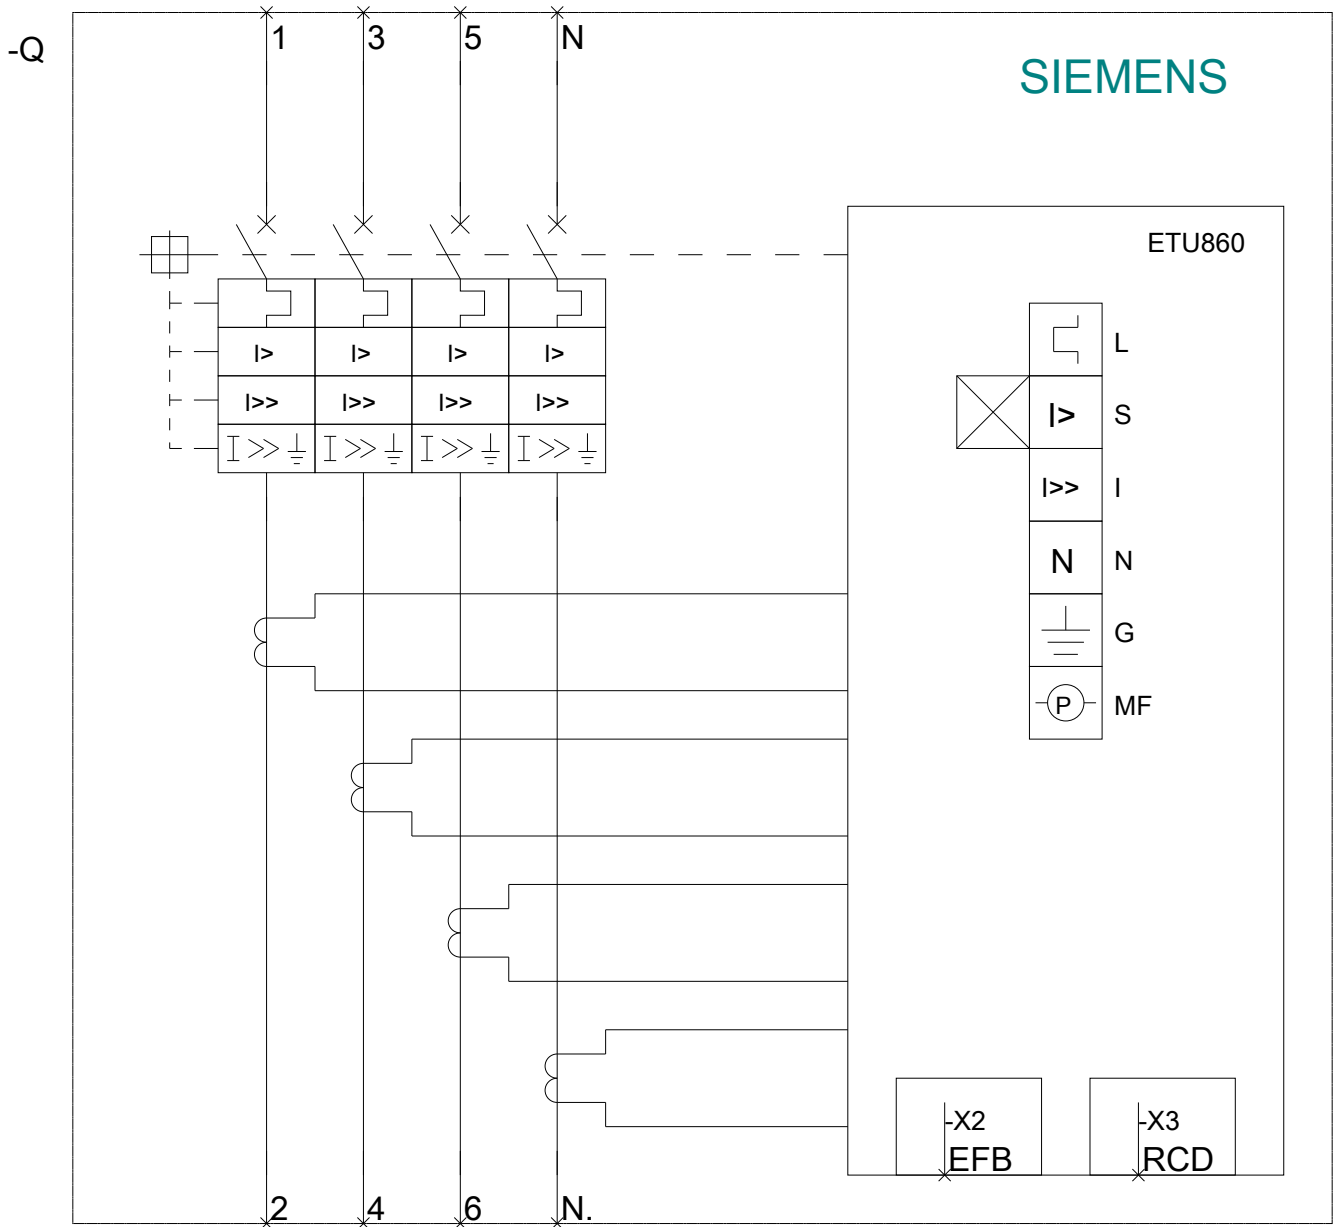 -Q
1 3 5 N
SIEMENS
ETU860
I> I> I> I>
I>> I>> I>> I>>
I>> I>> I>> I>>
L
I> S
I>> I
N N
G
P MF
-X2 -X3
EFB RCD
2 4 6 N.